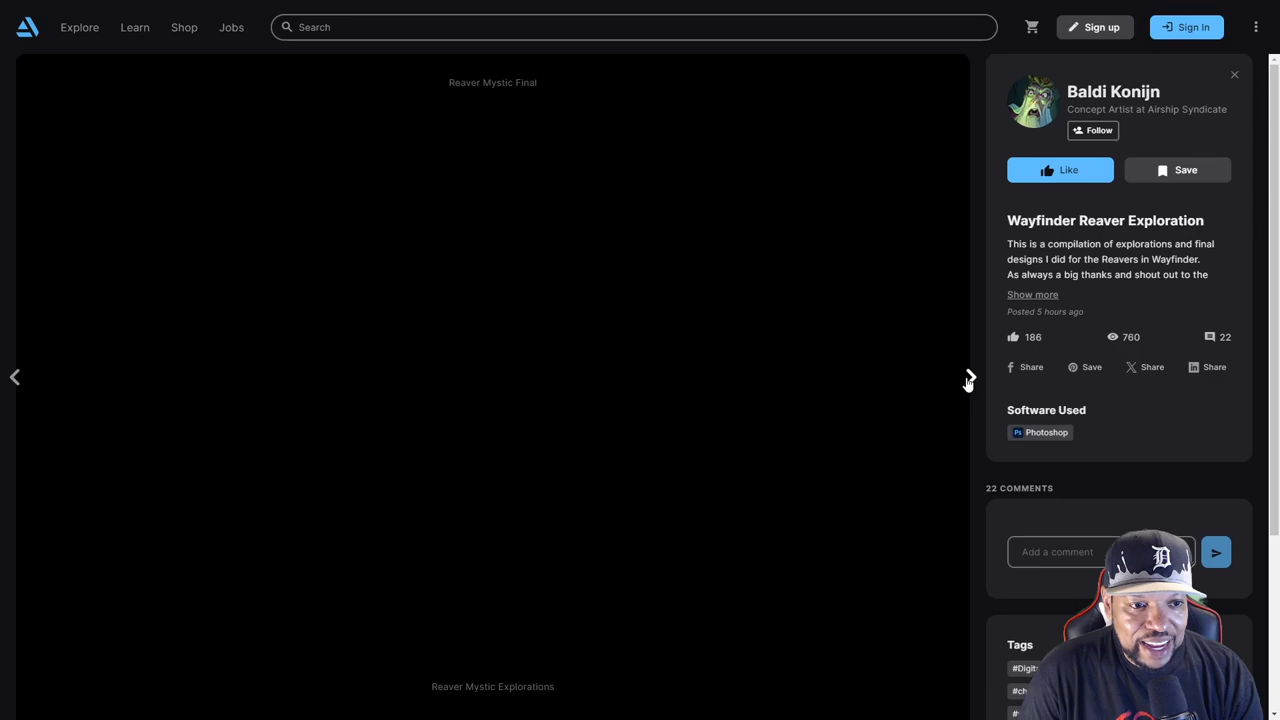 Explore Learn Shop Jobs Search Sign up Sign In
Reaver Mystic Final
Reaver Mystic Explorations
Baldi Konijn
Concept Artist at Airship Syndicate
Follow
Like Save
Wayfinder Reaver Exploration
This is a compilation of explorations and final
designs I did for the Reavers in Wayfinder.
As always a big thanks and shout out to the
Show more
Posted 5 hours ago
186 760 22
Share Save Share Share
Software Used
Ps Photoshop
22 COMMENTS
Add a comment
Tags